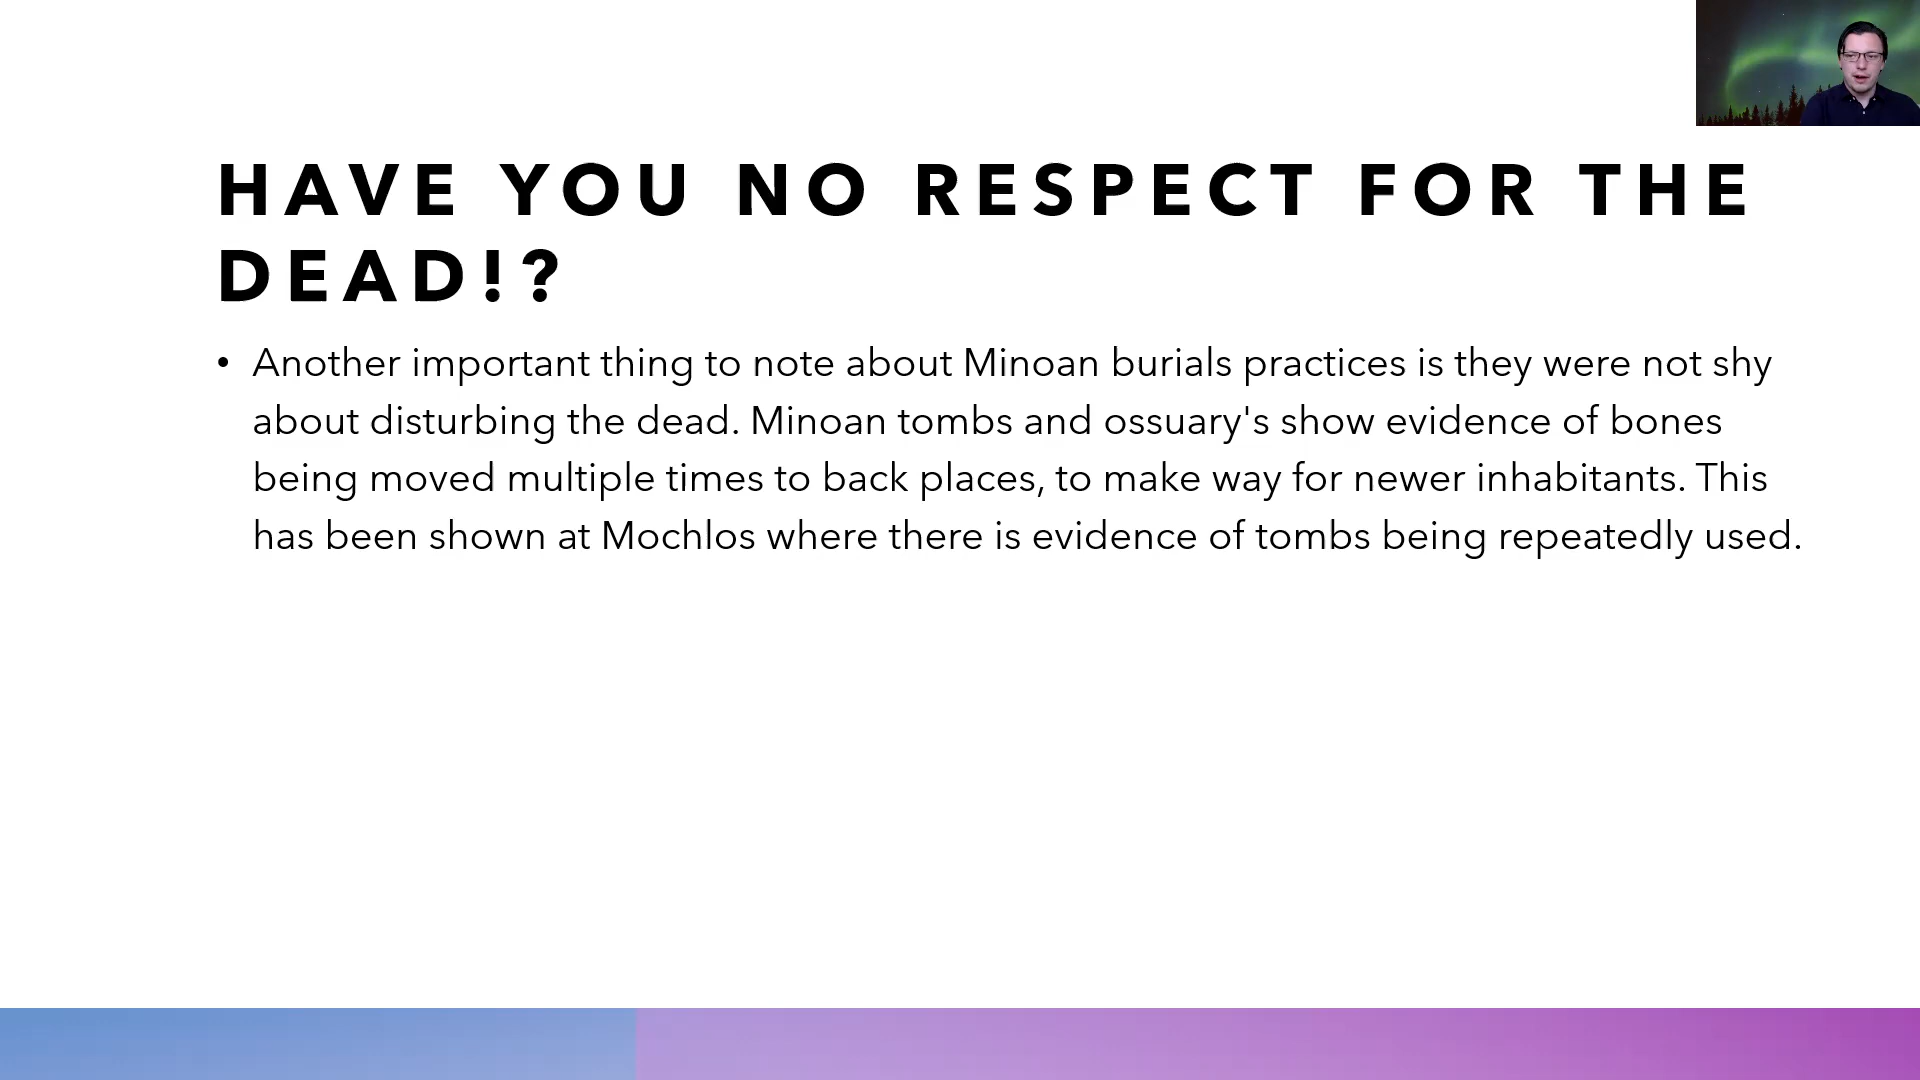 HAVE YOU NO RESPECT FOR THE
DEAD!?
• Another important thing to note about Minoan burials practices is they were not shy
about disturbing the dead. Minoan tombs and ossuary's show evidence of bones
being moved multiple times to back places, to make way for newer inhabitants. This
has been shown at Mochlos where there is evidence of tombs being repeatedly used.